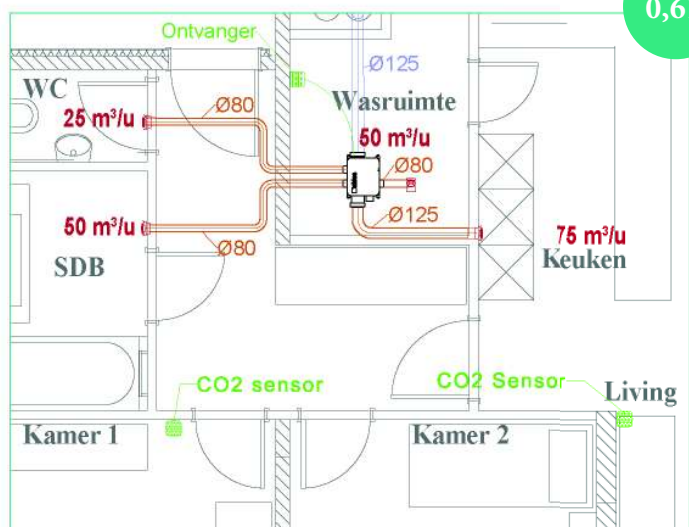 0,6
Ontvanger
Ø125
WC
Ø80
Wasruimte
25 m³/u
50 m³/u
Ø80
Ø125
50 m³/u
Ø80
75 m³/u
SDB
Keuken
CO2 sensor
CO2 Sensor
Living
Kamer 1
Kamer 2